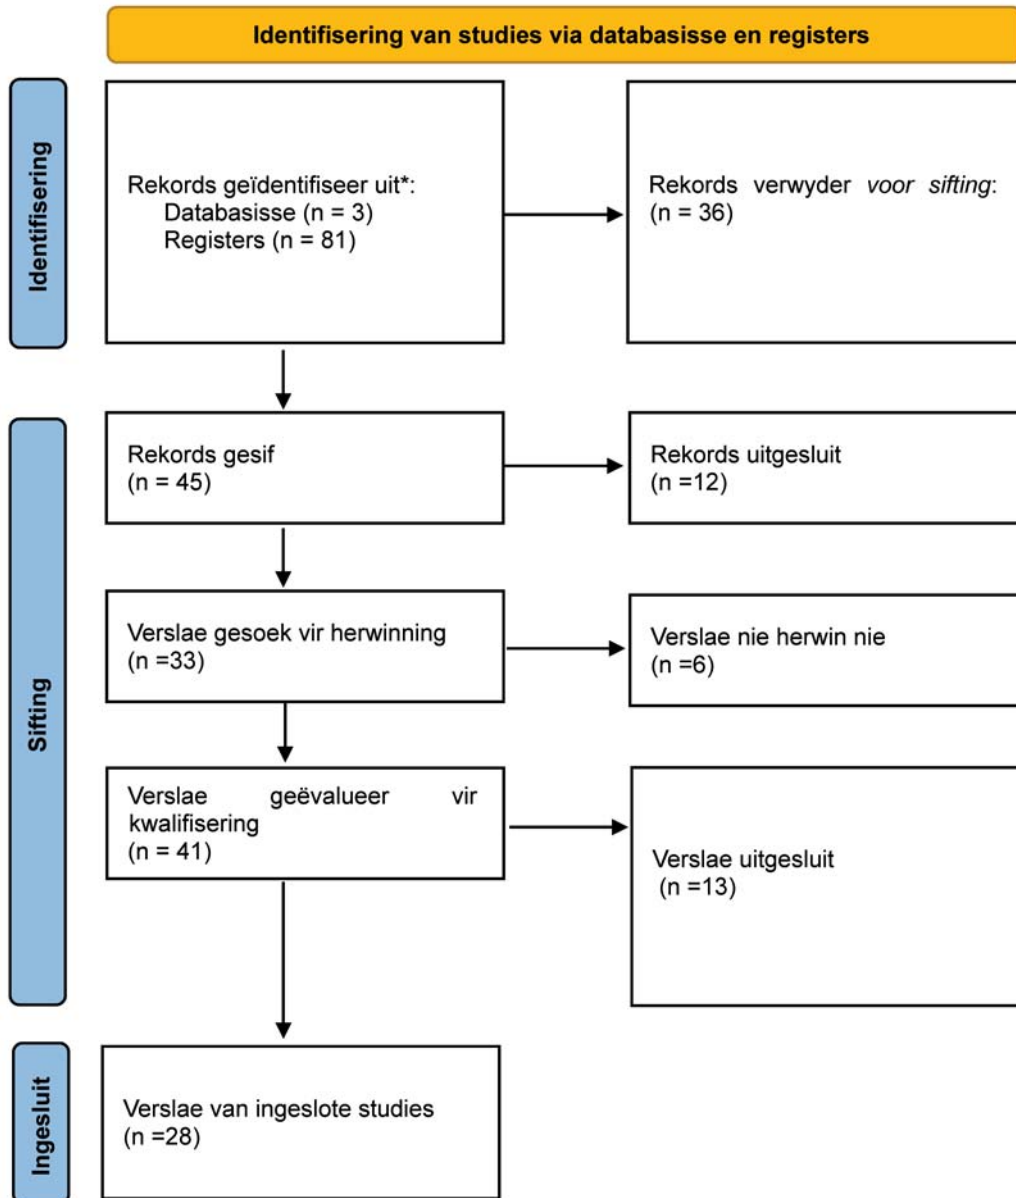 Identifisering van studies via databasisse en registers
Identifisering
Rekords geïdentifiseer uit*:
Databasisse (n = 3)
Registers (n = 81)
Rekords verwyder voor sifting:
(n = 36)
Sifting
Rekords gesif
(n = 45)
Rekords uitgesluit
(n =12)
Verslae gesoek vir herwinning
(n =33)
Verslae nie herwin nie
(n =6)
Verslae geëvalueer vir
kwalifisering
(n = 41)
Verslae uitgesluit
(n =13)
Ingesluit
Verslae van ingeslote studies
(n =28)